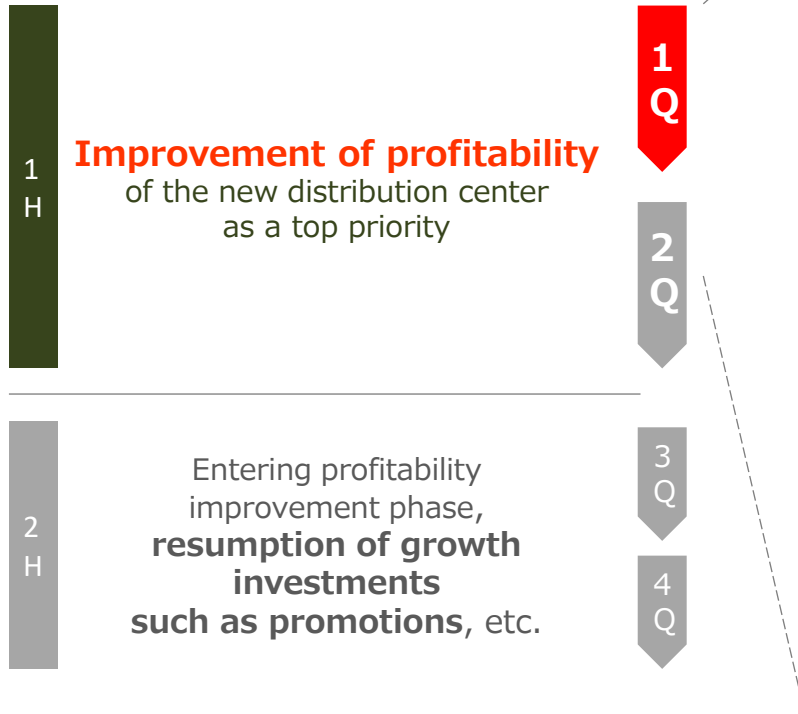 1
H
Improvement of profitability
of the new distribution center
as a top priority
1
Q
2
Q
2
H
Entering profitability
improvement phase,
resumption of growth
investments
such as promotions, etc.
3
Q
4
Q